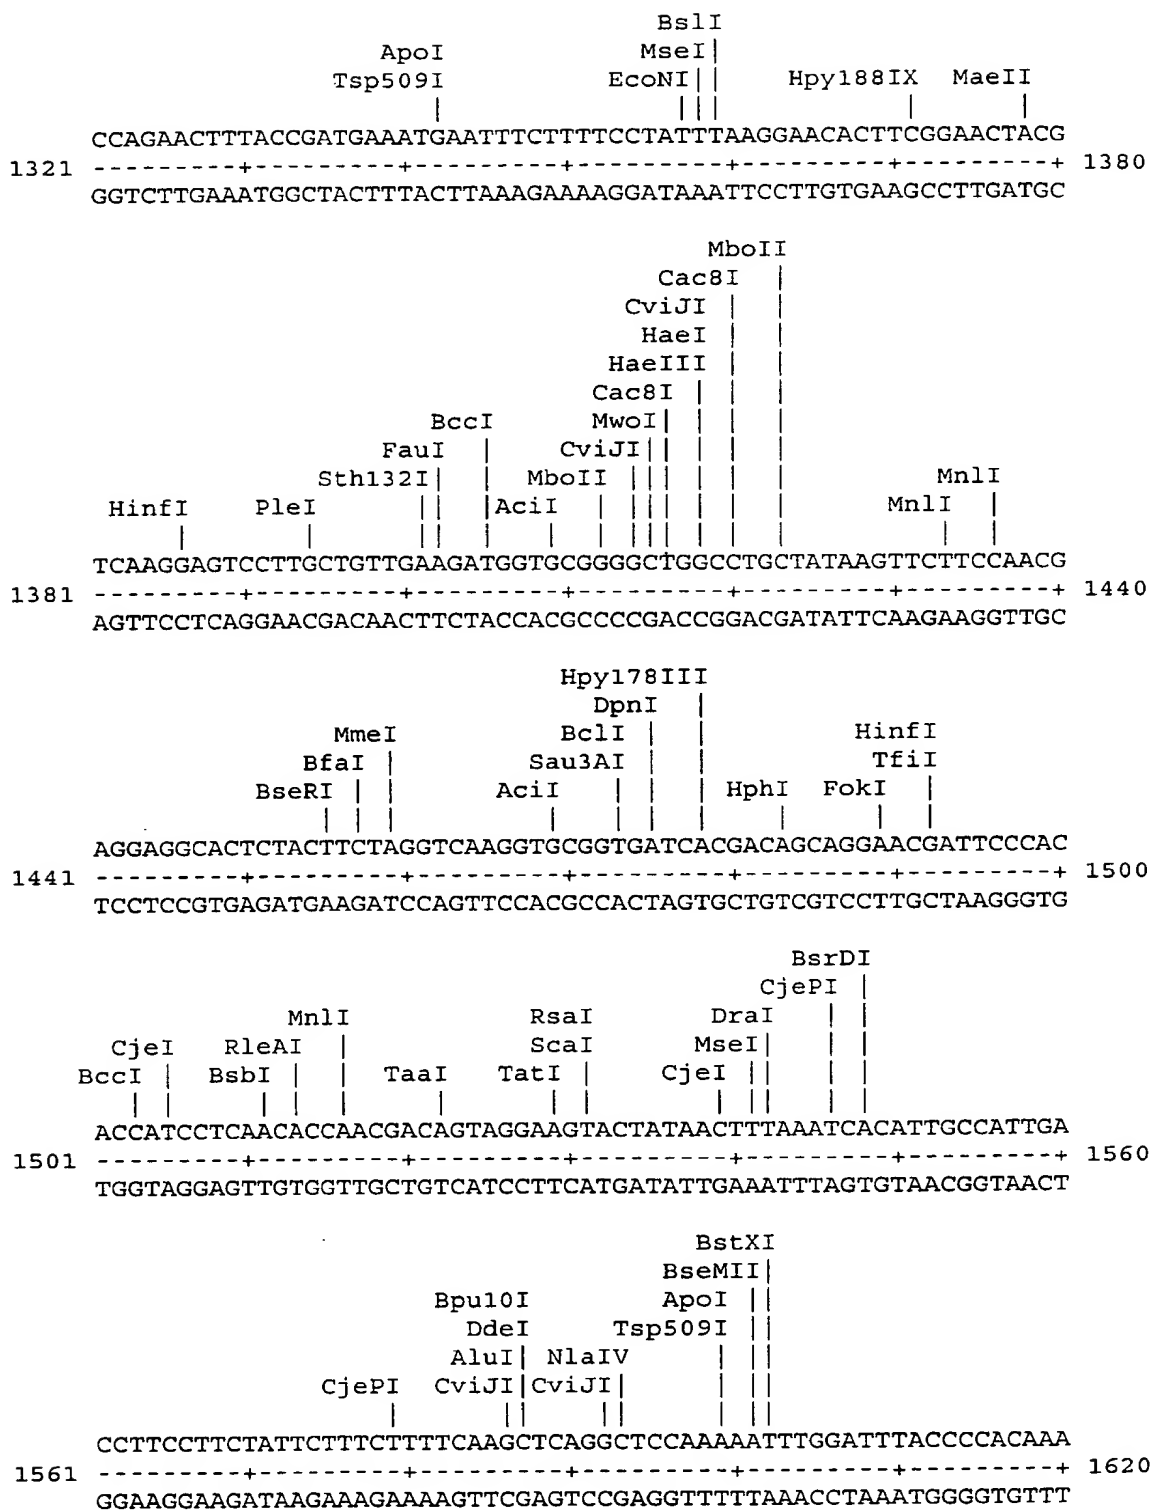 BslI
ApoI MseI|
Tsp509I EcoNI|| Hpy188IX MaeII
CCAGAACTTTACCGATGAAATGAATTTCTTTTCCTATTTAAGGAACACTTCGGAACTACG
1321 ---------+---------+---------+---------+---------+---------+ 1380
GGTCTTGAAATGGCTACTTTACTTAAAGAAAAGGATAAATTCCTTGTGAAGCCTTGATGC
MboII
Cac8I |
CviJI |
HaeI | |
HaeIII | |
Cac8I | | |
BccI MwoI| | | |
FauI | CviJI|| | | |
Sth132I| | MboII ||| | | | MnlI
HinfI PleI || |AciI | ||| | | | MnlI |
TCAAGGAGTCCTTGCTGTTGAAGATGGTGCGGGGCTGGCCTGCTATAAGTTCTTCCAACG
1381 ---------+---------+---------+---------+---------+---------+ 1440
AGTTCCTCAGGAACGACAACTTCTACCACGCCCCGACCGGACGATATTCAAGAAGGTTGC
Hpy178III
DpnI |
MmeI BclI | | HinfI
BfaI | Sau3AI | | TfiI
BseRI | | AciI | | | HphI FokI |
AGGAGGCACTCTACTTCTAGGTCAAGGTGCGGTGATCACGACAGCAGGAACGATTCCCAC
1441 ---------+---------+---------+---------+---------+---------+ 1500
TCCTCCGTGAGATGAAGATCCAGTTCCACGCCACTAGTGCTGTCGTCCTTGCTAAGGGTG
BsrDI
CjePI |
MnlI RsaI DraI | |
CjeI RleAI | ScaI MseI| | |
BccI | BsbI | | TaaI TatI | CjeI || | |
ACCATCCTCAACACCAACGACAGTAGGAAGTACTATAACTTTAAATCACATTGCCATTGA
1501 ---------+---------+---------+---------+---------+---------+ 1560
TGGTAGGAGTTGTGGTTGCTGTCATCCTTCATGATATTGAAATTTAGTGTAACGGTAACT
BstXI
BseMII|
Bpu10I ApoI ||
DdeI Tsp509I ||
AluI| NlaIV | ||
CjePI CviJI|CviJI| | ||
CCTTCCTTCTATTCTTTCTTTTCAAGCTCAGGCTCCAAAAATTTGGATTTACCCCACAAA
1561 ---------+---------+---------+---------+---------+---------+ 1620
GGAAGGAAGATAAGAAAGAAAAGTTCGAGTCCGAGGTTTTTAAACCTAAATGGGGTGTTT